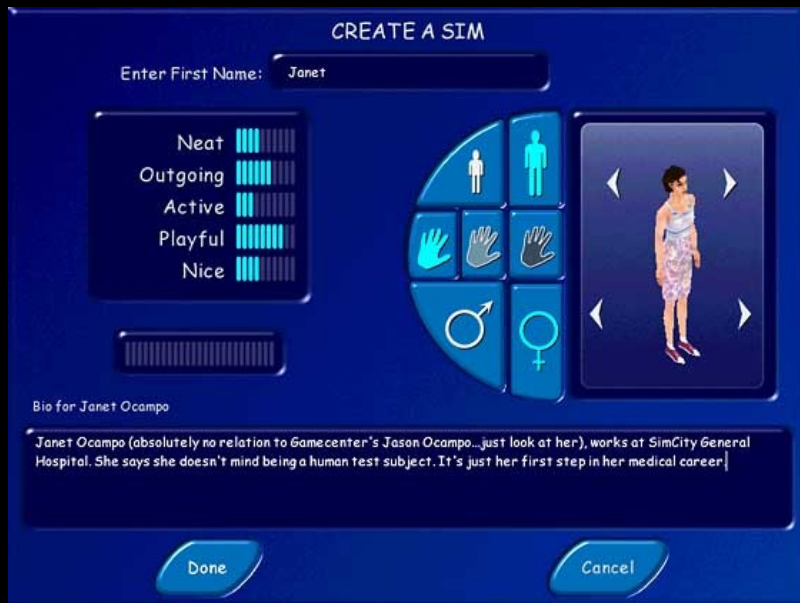 CREATE A SIM
Enter First Name: Janet
Neat
Outgoing
Active
Playful
Nice
Bio for Janet Ocampo
Janet Ocampo (absolutely no relation to Gamecenter's Jason Ocampo...just look at her), works at SimCity General
Hospital. She says she doesn't mind being a human test subject. It's just her first step in her medical career.
Done
Cancel